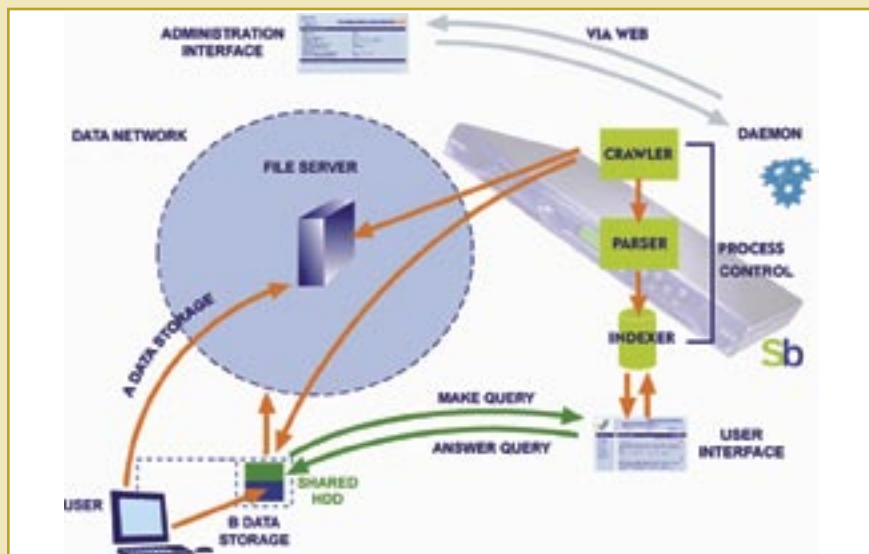 ADMINISTRATION
INTERFACE
VIA WEB
DATA NETWORK
FILE SERVER
CRAWLER
DAEMON
PARSER
PROCESS
CONTROL
A DATA STORAGE
INDEXER
Sb
MAKE QUERY
ANSWER QUERY
USER
INTERFACE
SHARED
HDD
USER
B DATA
STORAGE